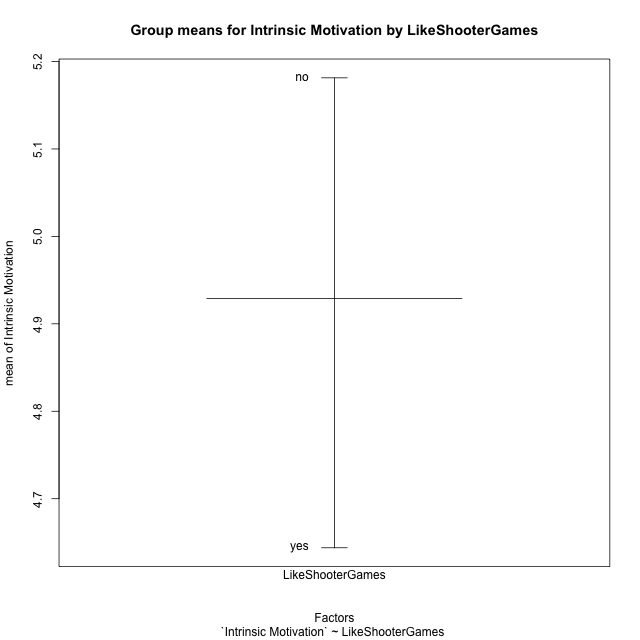 Group means for Intrinsic Motivation by LikeShooterGames
mean of Intrinsic Motivation
5.2
5.1
5.0
4.9
4.8
4.7
no
yes
LikeShooterGames
Factors
`Intrinsic Motivation` ~ LikeShooterGames